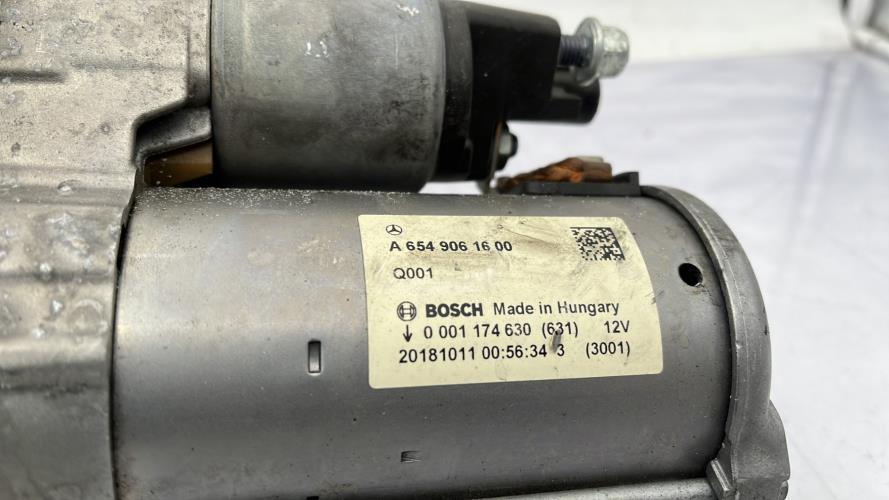 A 654 906 16 00
Q001
BOSCH Made in Hungary
↓ 0 001 174 630 (631) 12V
20181011 00:56:34 3 (3001)